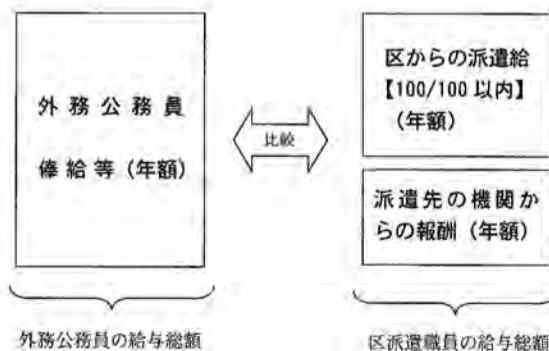 外務公務員
俸給等（年額）
比較
区からの派遣給
【100/100 以内】
（年額）
派遣先の機関か
らの報酬（年額）
外務公務員の給与総額
区派遣職員の給与総額